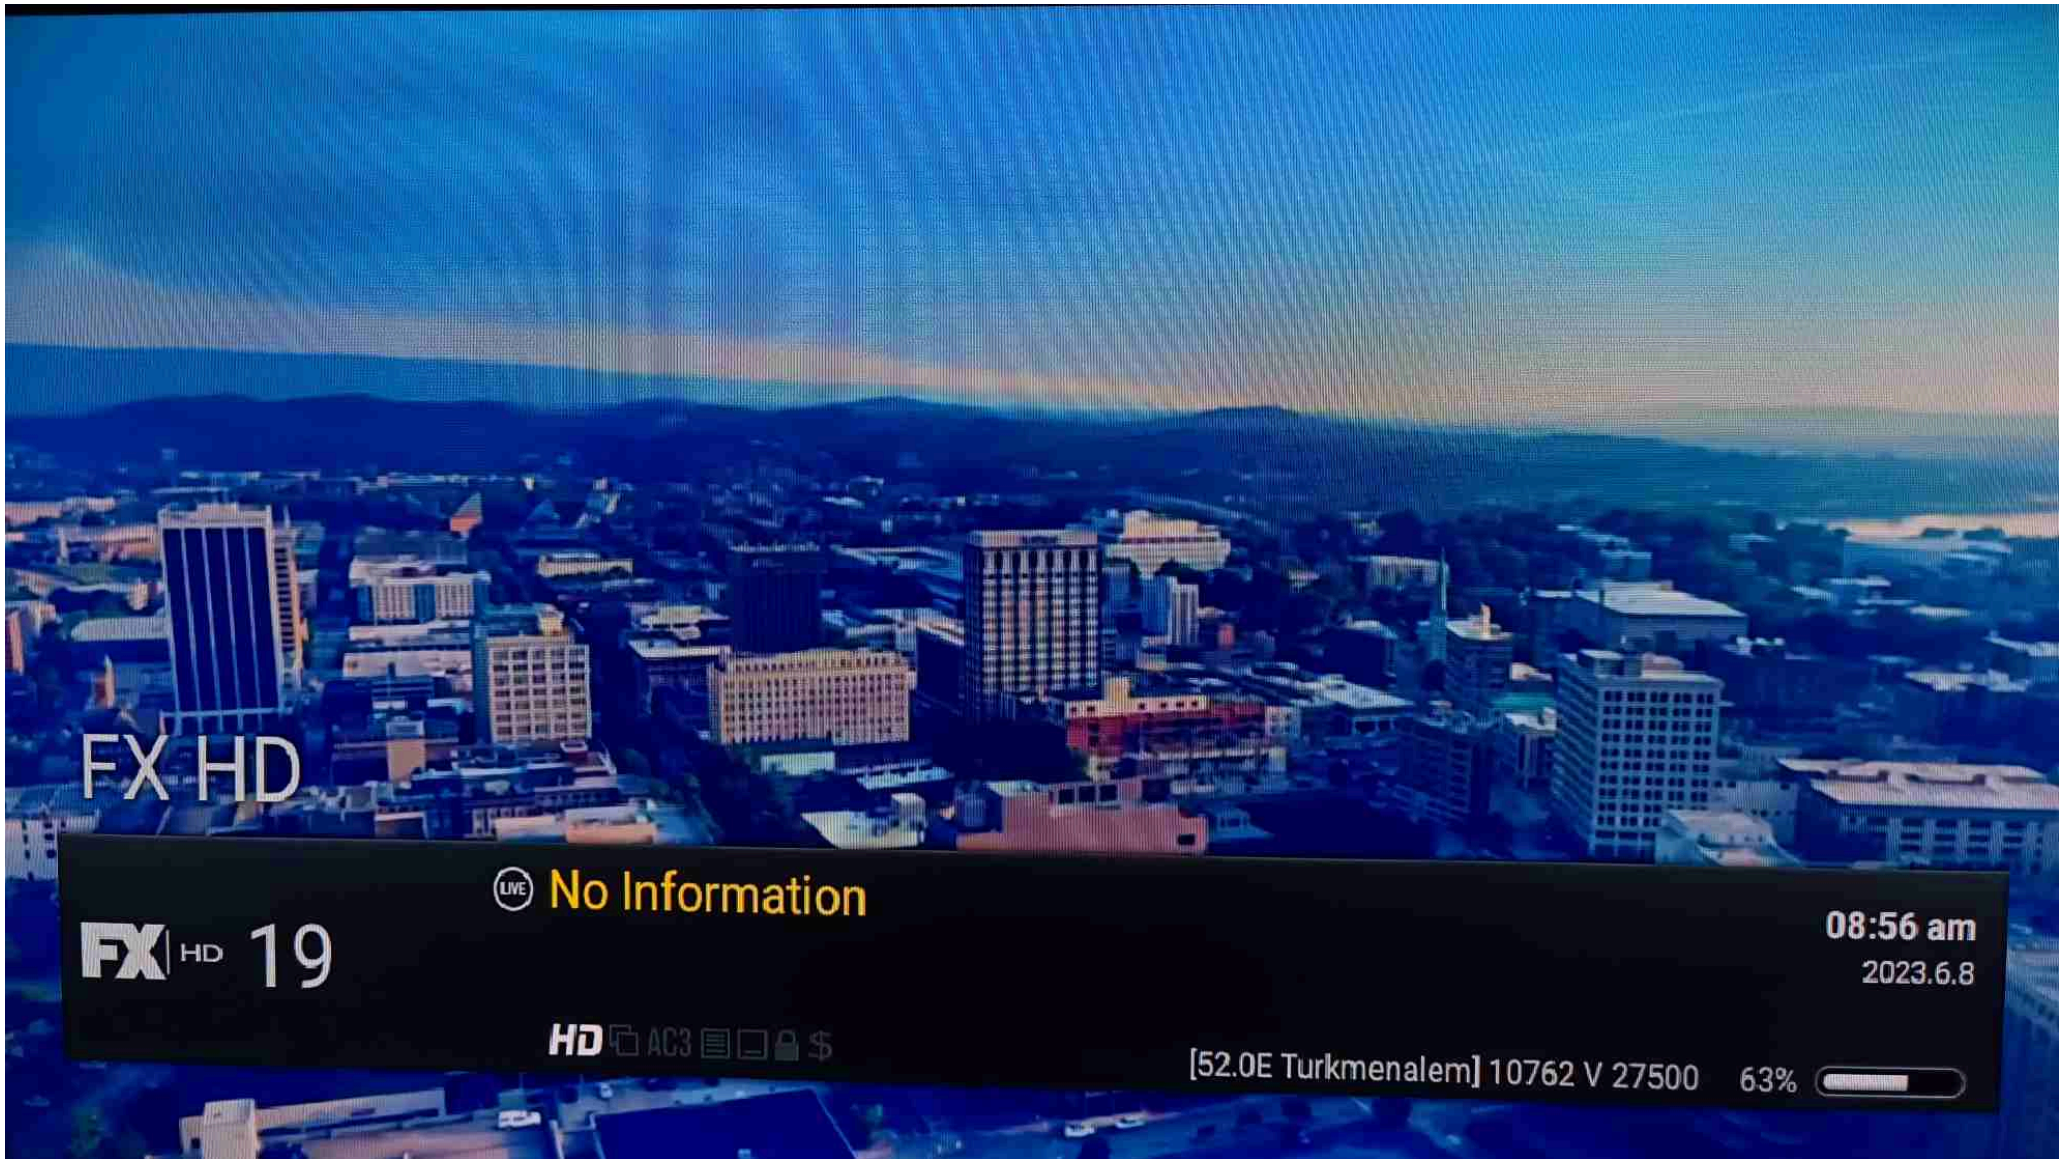 FX HD
LIVE No Information
FX HD 19
08:56 am
2023.6.8
HD AC3 $
[52.0E Turkmenalem] 10762 V 27500 63%